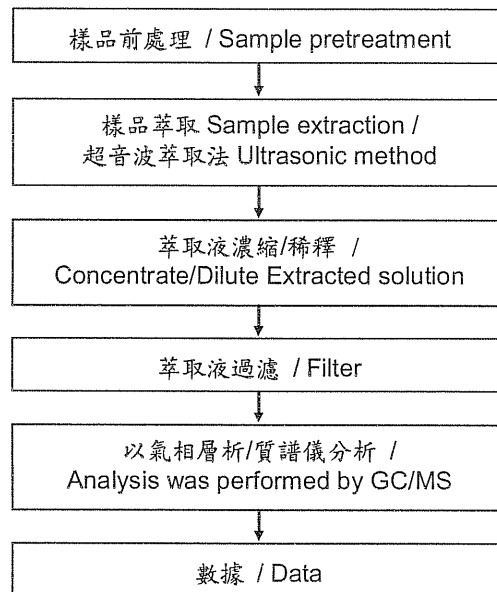 樣品前處理 / Sample pretreatment
樣品萃取 Sample extraction /
超音波萃取法 Ultrasonic method
萃取液濃縮/稀釋 /
Concentrate/Dilute Extracted solution
萃取液過濾 / Filter
以氣相層析/質譜儀分析 /
Analysis was performed by GC/MS
數據 / Data